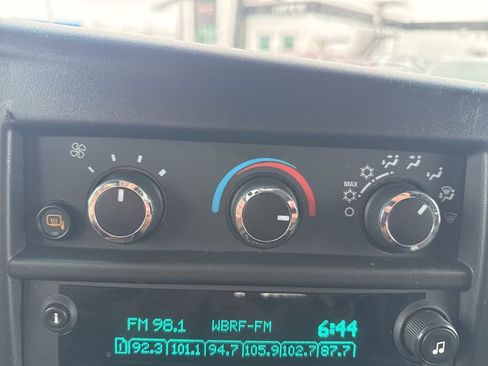 MAX
FM 98.1 WBRF-FM 6:44
1 92.3 101.1 94.7 105.9 102.7 87.7
i